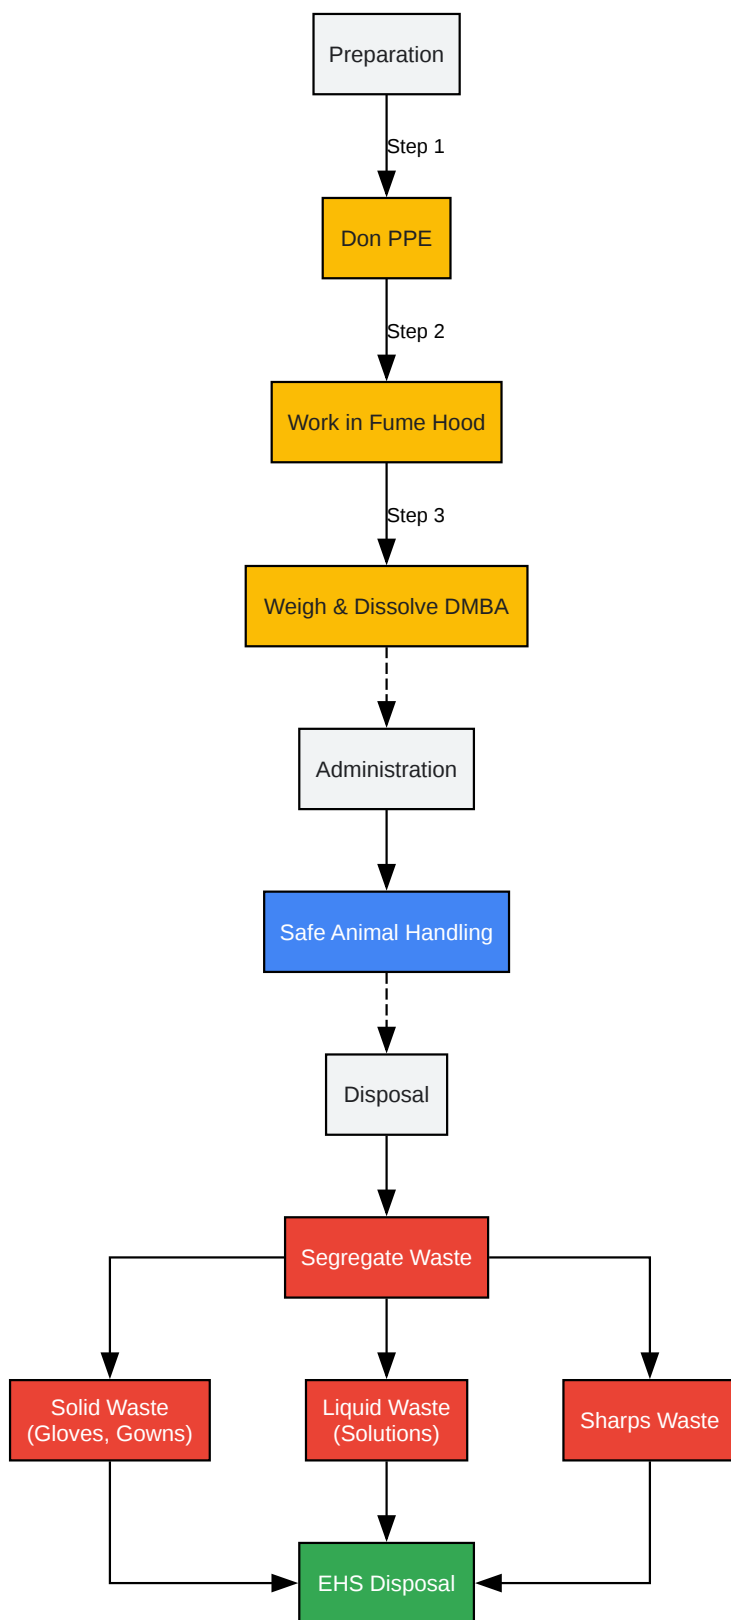 Preparation
Step 1
Don PPE
Step 2
Work in Fume Hood
Step 3
Weigh & Dissolve DMBA
Administration
Safe Animal Handling
Disposal
Segregate Waste
Solid Waste
(Gloves, Gowns)
Liquid Waste
(Solutions)
Sharps Waste
EHS Disposal